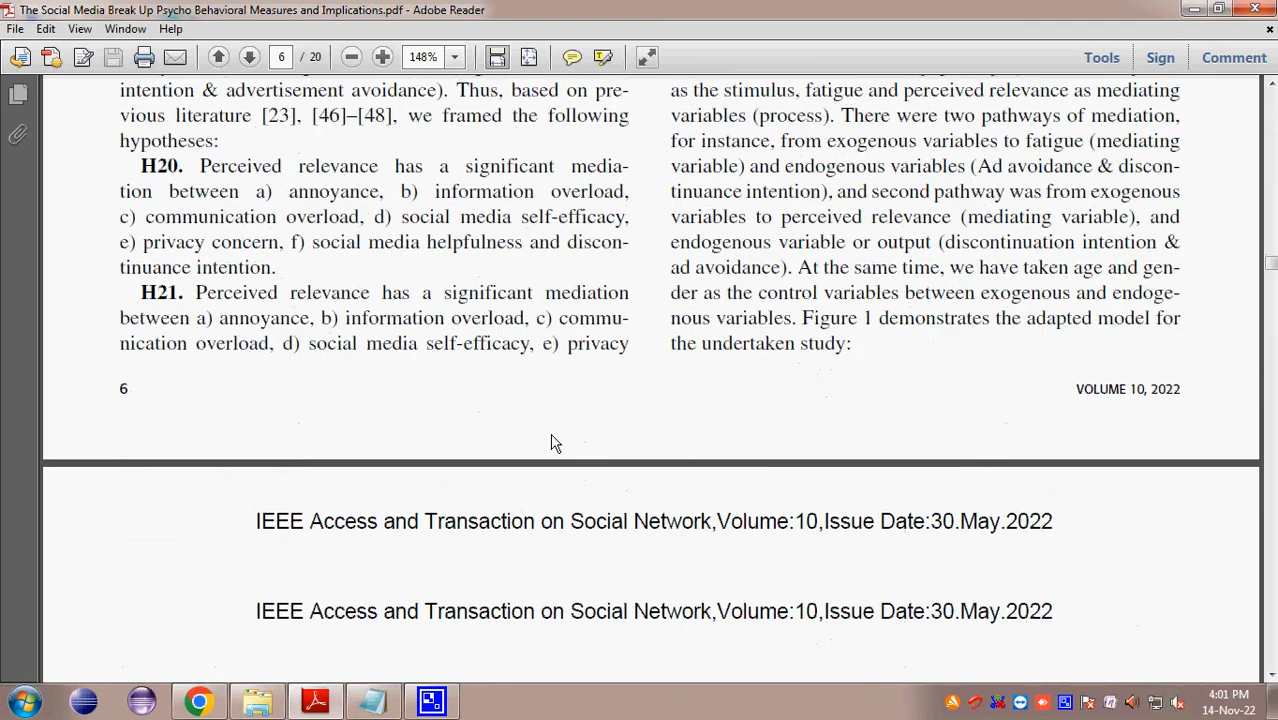 The Social Media Break Up Psycho Behavioral Measures and Implications.pdf - Adobe Reader
File Edit View Window Help
6 / 20 148% Tools Sign Comment
intention & advertisement avoidance). Thus, based on pre-
vious literature [23], [46]–[48], we framed the following
hypotheses:
H20. Perceived relevance has a significant media-
tion between a) annoyance, b) information overload,
c) communication overload, d) social media self-efficacy,
e) privacy concern, f) social media helpfulness and discon-
tinuance intention.
H21. Perceived relevance has a significant mediation
between a) annoyance, b) information overload, c) commu-
nication overload, d) social media self-efficacy, e) privacy
as the stimulus, fatigue and perceived relevance as mediating
variables (process). There were two pathways of mediation,
for instance, from exogenous variables to fatigue (mediating
variable) and endogenous variables (Ad avoidance & discon-
tinuance intention), and second pathway was from exogenous
variables to perceived relevance (mediating variable), and
endogenous variable or output (discontinuation intention &
ad avoidance). At the same time, we have taken age and gen-
der as the control variables between exogenous and endoge-
nous variables. Figure 1 demonstrates the adapted model for
the undertaken study:
6
VOLUME 10, 2022
IEEE Access and Transaction on Social Network,Volume:10,Issue Date:30.May.2022
IEEE Access and Transaction on Social Network,Volume:10,Issue Date:30.May.2022
4:01 PM
14-Nov-22